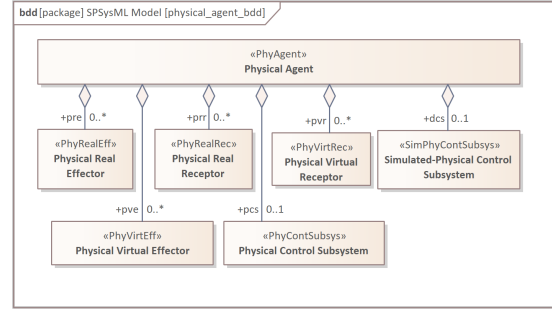 bdd [package] SPSysML Model [physical_agent_bdd]
«PhyAgent»
Physical Agent
+pre 0..*
+prr 0..*
+pvr 0..*
+dcs 0..1
«PhyRealEff»
Physical Real
Effector
«PhyRealRec»
Physical Real
Receptor
«PhyVirtRec»
Physical Virtual
Receptor
«SimPhyContSubsys»
Simulated-Physical Control
Subsystem
+pve 0..*
+pcs 0..1
«PhyVirtEff»
Physical Virtual Effector
«PhyContSubsys»
Physical Control Subsystem